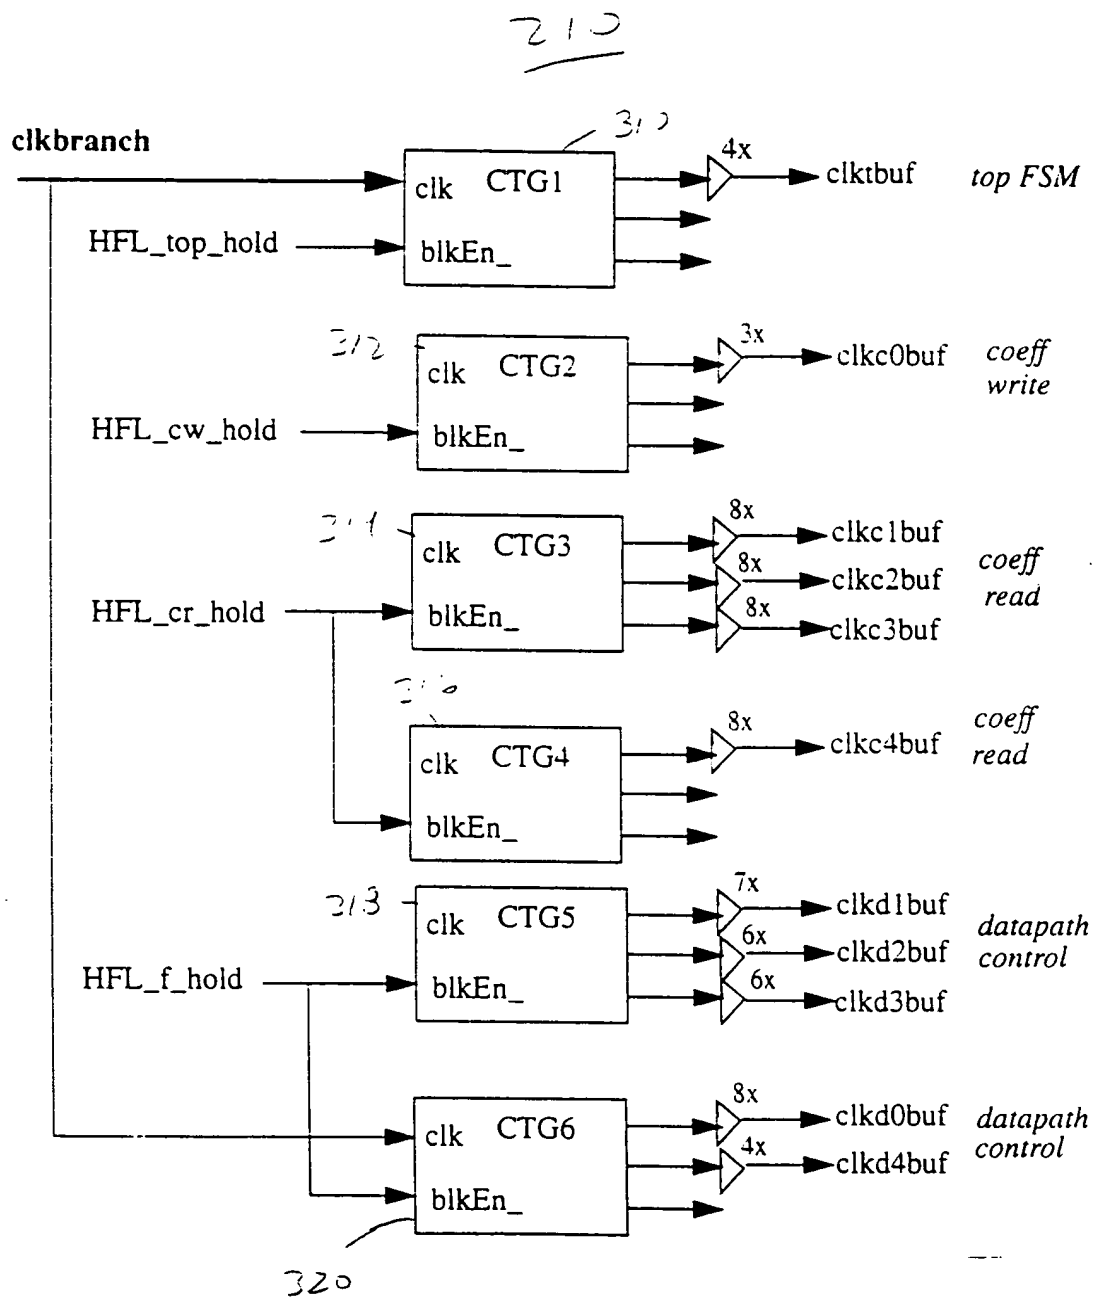 210
clkbranch
310
clk CTG1
blkEn_
HFL_top_hold
4x
clktbuf top FSM
312
clk CTG2
blkEn_
HFL_cw_hold
3x
clkc0buf coeff
write
314
clk CTG3
blkEn_
HFL_cr_hold
8x
clkc1buf
8x
clkc2buf
8x
clkc3buf
coeff
read
316
clk CTG4
blkEn_
8x
clkc4buf
coeff
read
318
clk CTG5
blkEn_
HFL_f_hold
7x
clkd1buf
6x
clkd2buf
6x
clkd3buf
datapath
control
clk CTG6
blkEn_
8x
clkd0buf
4x
clkd4buf
datapath
control
320